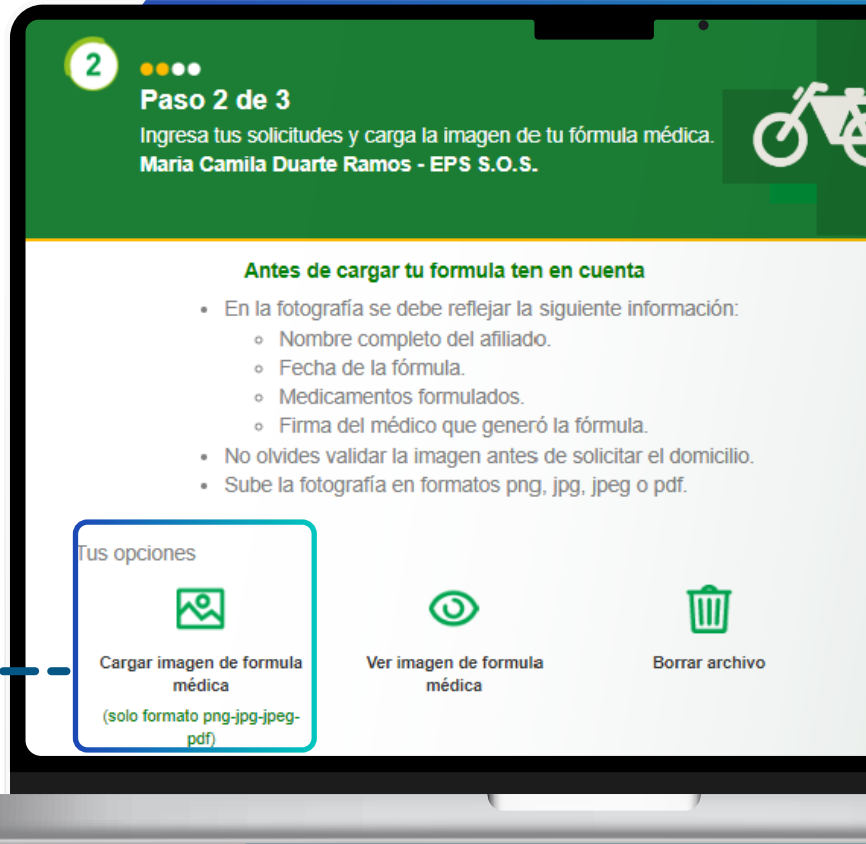 2
Paso 2 de 3
Ingresa tus solicitudes y carga la imagen de tu fórmula médica.
Maria Camila Duarte Ramos - EPS S.O.S.
Antes de cargar tu formula ten en cuenta
En la fotografía se debe reflejar la siguiente información:
Nombre completo del afiliado.
Fecha de la fórmula.
Medicamentos formulados.
Firma del médico que generó la fórmula.
No olvides validar la imagen antes de solicitar el domicilio.
Sube la fotografía en formatos png, jpg, jpeg o pdf.
Tus opciones
Cargar imagen de formula
médica
(solo formato png-jpg-jpeg-
pdf)
Ver imagen de formula
médica
Borrar archivo